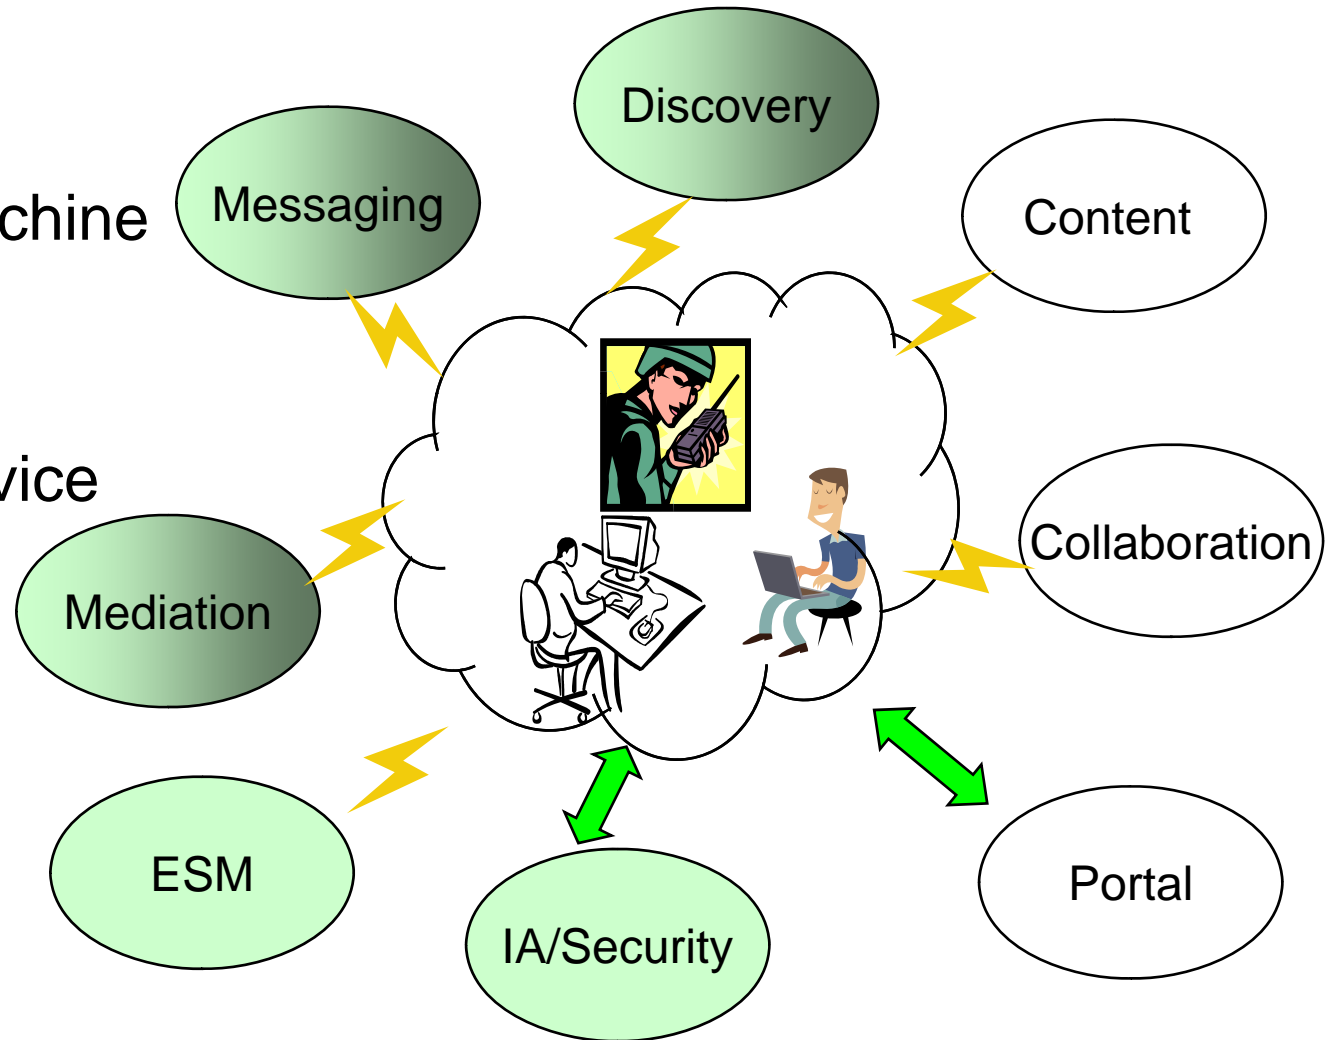 Discovery
Messaging
chine
Content
vice
Collaboration
Mediation
ESM
Portal
IA/Security